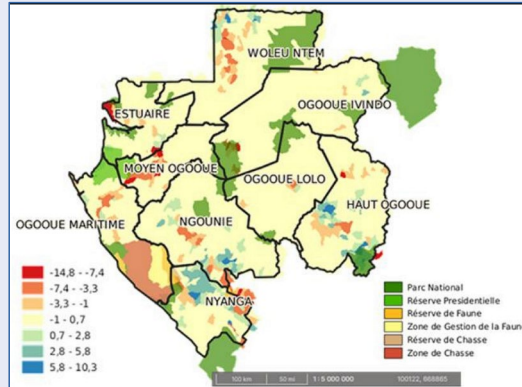 WOLEU NTEM
OGOOUE IVINDO
ESTUAIRE
MOYEN OGOOUE
OGOOUE LOLO
HAUT OGOOUE
OGOOUE MARITIME
NGOUNIE
NYANGA
-14,8 - -7,4
-7,4 - -3,3
-3,3 - -1
-1 - 0,7
0,7 - 2,8
2,8 - 5,8
5,8 - 10,3
Parc National
Réserve Presidentielle
Réserve de Faune
Zone de Gestion de la Faun
Réserve de Chasse
Zone de Chasse
100 km 50 mi 1:5 000 000 100122, 668865